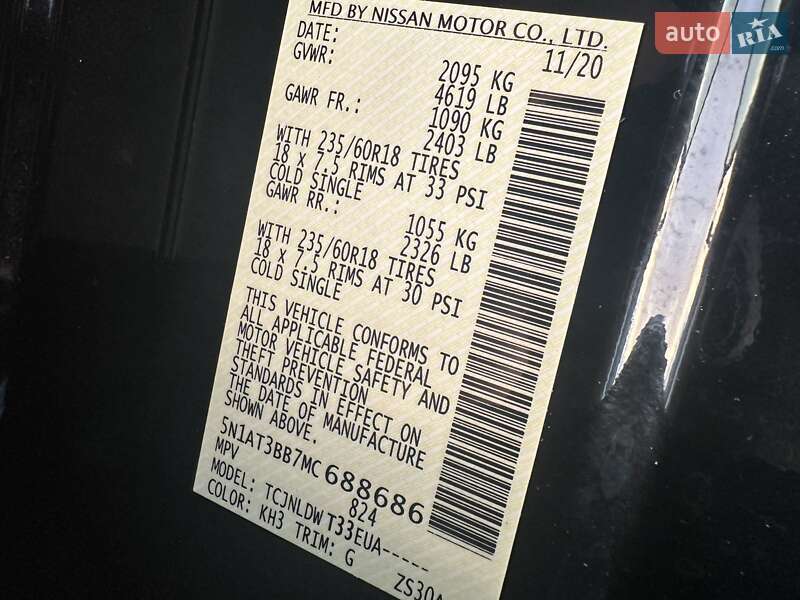 MFD BY NISSAN MOTOR CO., LTD.
DATE: 11/20
GVWR: 2095 KG
4619 LB
GAWR FR.: 1090 KG
2403 LB
WITH 235/60R18 TIRES
18 X 7.5 RIMS AT 33 PSI
COLD SINGLE
GAWR RR.: 1055 KG
2326 LB
WITH 235/60R18 TIRES
18 X 7.5 RIMS AT 30 PSI
COLD SINGLE
THIS VEHICLE CONFORMS TO
ALL APPLICABLE FEDERAL
MOTOR VEHICLE SAFETY AND
THEFT PREVENTION
STANDARDS IN EFFECT ON
THE DATE OF MANUFACTURE
SHOWN ABOVE.
5N1AT3BB7MC688686
MPV 824
MODEL: TCJNLDWT33EUA-----
COLOR: KH3 TRIM: G ZS30A
auto RIA
.com